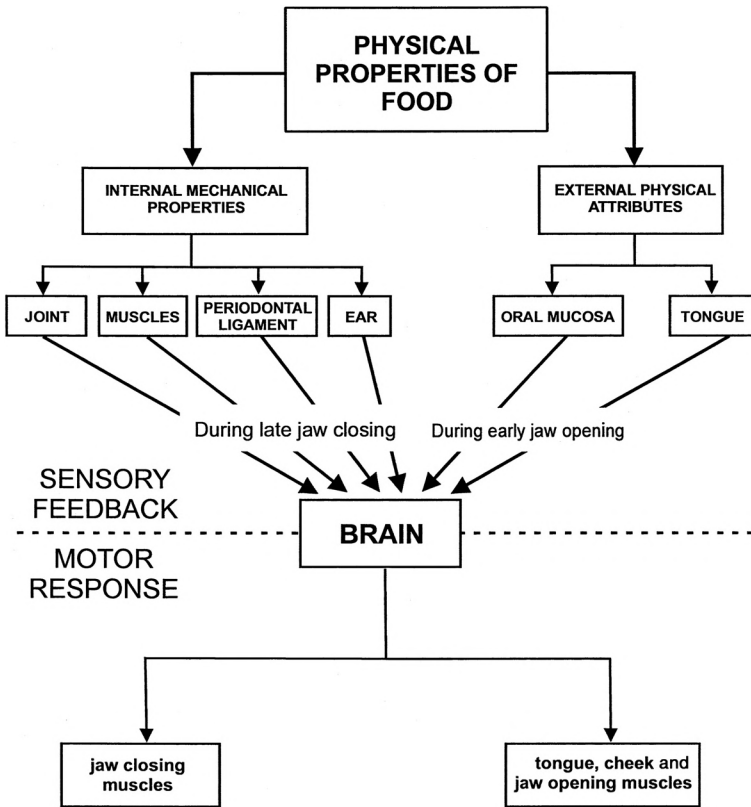 PHYSICAL
PROPERTIES OF
FOOD
INTERNAL MECHANICAL
PROPERTIES
EXTERNAL PHYSICAL
ATTRIBUTES
JOINT
MUSCLES
PERIODONTAL
LIGAMENT
EAR
ORAL MUCOSA
TONGUE
During late jaw closing
During early jaw opening
SENSORY
FEEDBACK
BRAIN
MOTOR
RESPONSE
jaw closing
muscles
tongue, cheek and
jaw opening muscles